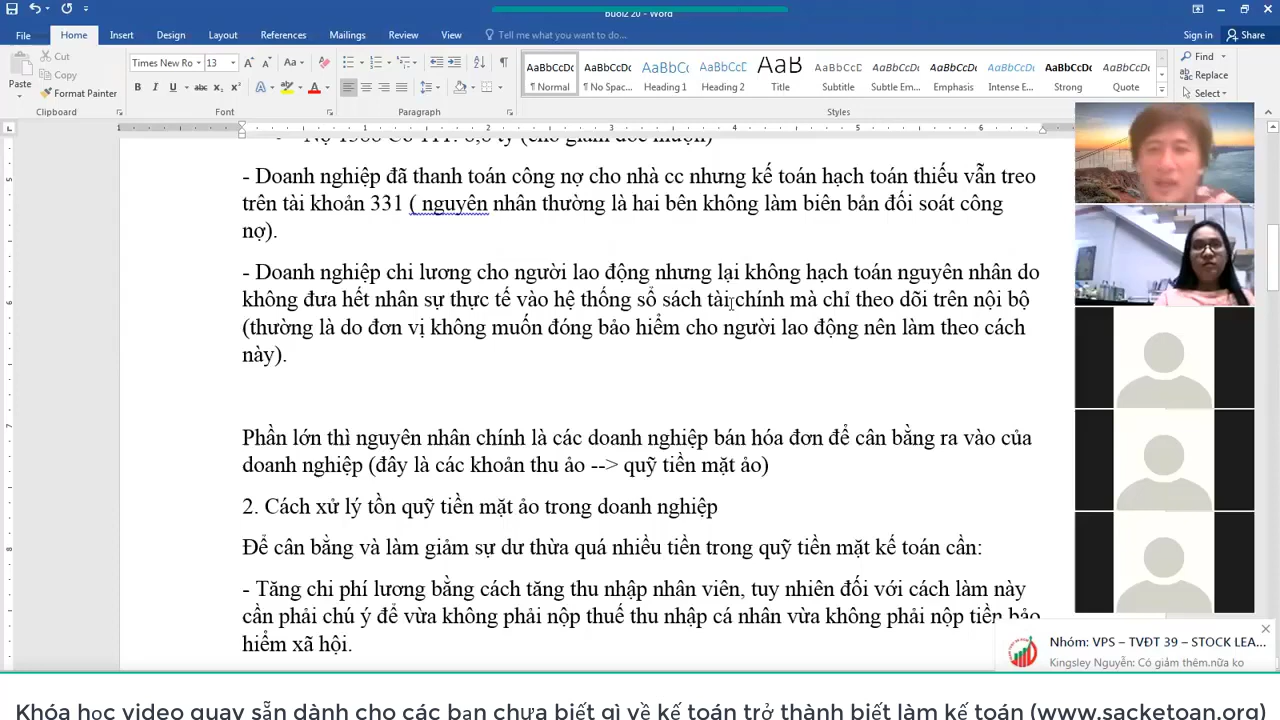 buoi2 20 - Word
File Home Insert Design Layout References Mailings Review View Tell me what you want to do... Sign in Share
Cut
Copy
Paste
Format Painter
Clipboard
Times New Ro 13
Font
Paragraph
AaBbCcDc AaBbCcDc AaBbC AaBbCc AaB AaBbCcD AaBbCcDc AaBbCcDc AaBbCcDc AaBbCcDc AaBbCcDc
¶ Normal ¶ No Spac... Heading 1 Heading 2 Title Subtitle Subtle Em... Emphasis Intense E... Strong Quote
Styles
Find
Replace
Select
- Doanh nghiệp đã thanh toán công nợ cho nhà cc nhưng kế toán hạch toán thiếu vẫn treo
trên tài khoản 331 ( nguyên nhân thường là hai bên không làm biên bản đối soát công
nợ).
- Doanh nghiệp chi lương cho người lao động nhưng lại không hạch toán nguyên nhân do
không đưa hết nhân sự thực tế vào hệ thống sổ sách tài chính mà chỉ theo dõi trên nội bộ
(thường là do đơn vị không muốn đóng bảo hiểm cho người lao động nên làm theo cách
này).
Phần lớn thì nguyên nhân chính là các doanh nghiệp bán hóa đơn để cân bằng ra vào của
doanh nghiệp (đây là các khoản thu ảo --> quỹ tiền mặt ảo)
2. Cách xử lý tồn quỹ tiền mặt ảo trong doanh nghiệp
Để cân bằng và làm giảm sự dư thừa quá nhiều tiền trong quỹ tiền mặt kế toán cần:
- Tăng chi phí lương bằng cách tăng thu nhập nhân viên, tuy nhiên đối với cách làm này
cần phải chú ý để vừa không phải nộp thuế thu nhập cá nhân vừa không phải nộp tiền bảo
hiểm xã hội.
Nhóm: VPS – TVĐT 39 – STOCK LEA...
Kingsley Nguyễn: Có giảm thêm.nữa ko
Khóa học video quay sẵn dành cho các bạn chưa biết gì về kế toán trở thành biết làm kế toán (www.sacketoan.org)